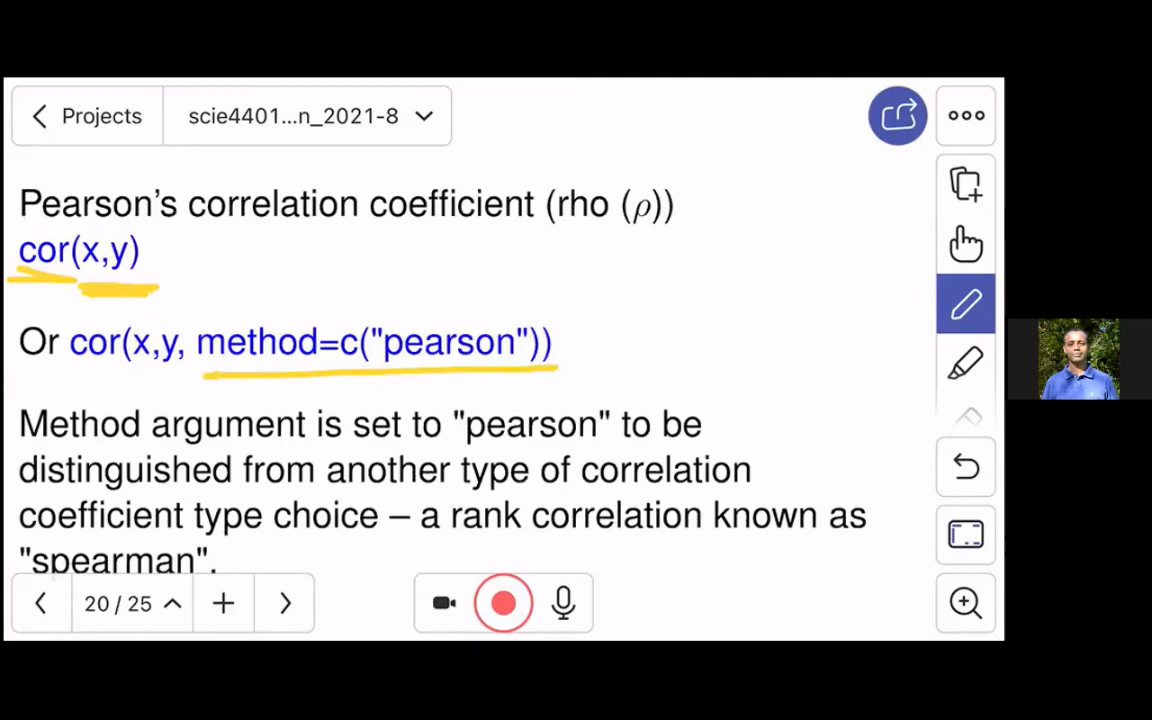 Projects
scie4401...n_2021-8
Pearson's correlation coefficient (rho (ρ))
cor(x,y)
Or cor(x,y, method=c("pearson"))
Method argument is set to "pearson" to be
distinguished from another type of correlation
coefficient type choice – a rank correlation known as
"spearman".
20 / 25